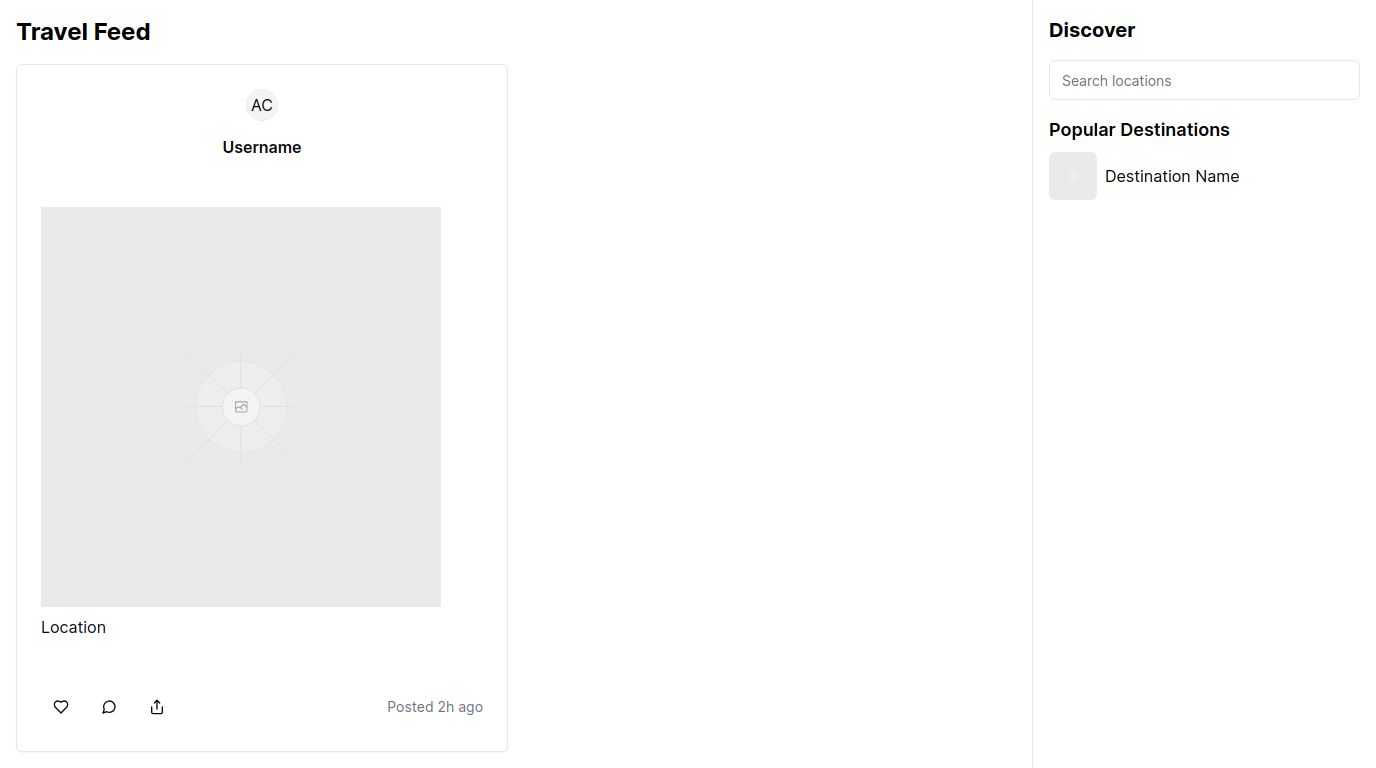 Travel Feed
AC
Username
Location
Posted 2h ago
Discover
Search locations
Popular Destinations
Destination Name